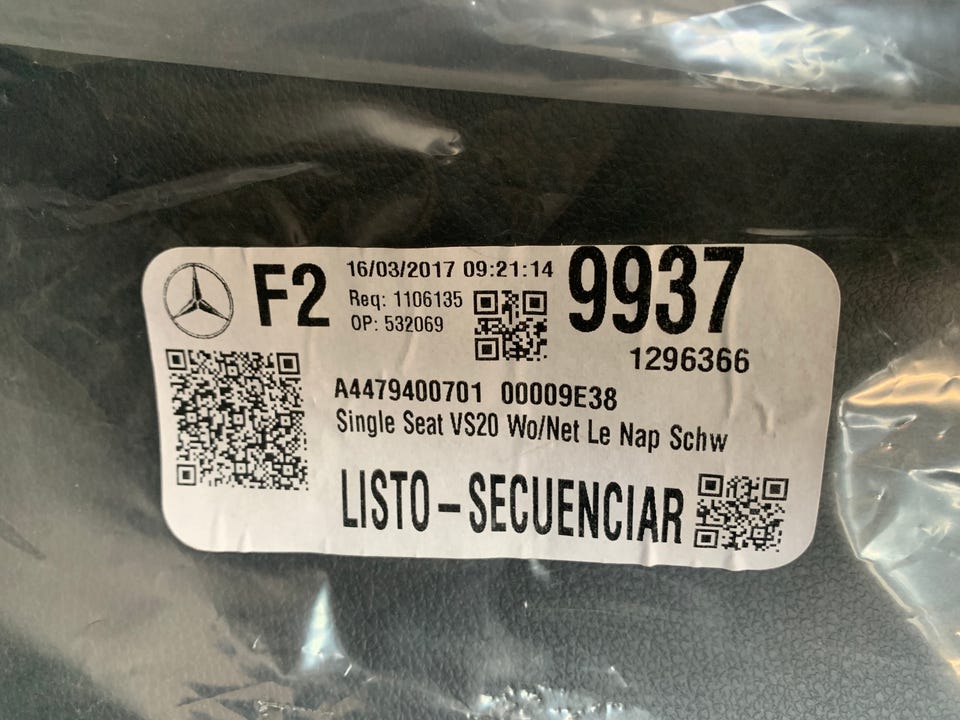 F2
16/03/2017 09:21:14
Req: 1106135
OP: 532069
9937
1296366
A4479400701 00009E38
Single Seat VS20 Wo/Net Le Nap Schw
LISTO-SECUENCIAR